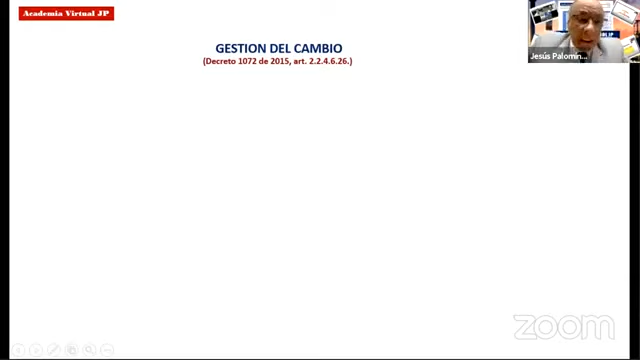 Academia Virtual JP
GESTION DEL CAMBIO
(Decreto 1072 de 2015, art. 2.2.4.6.26.)
Jesús Palomin...
zoom